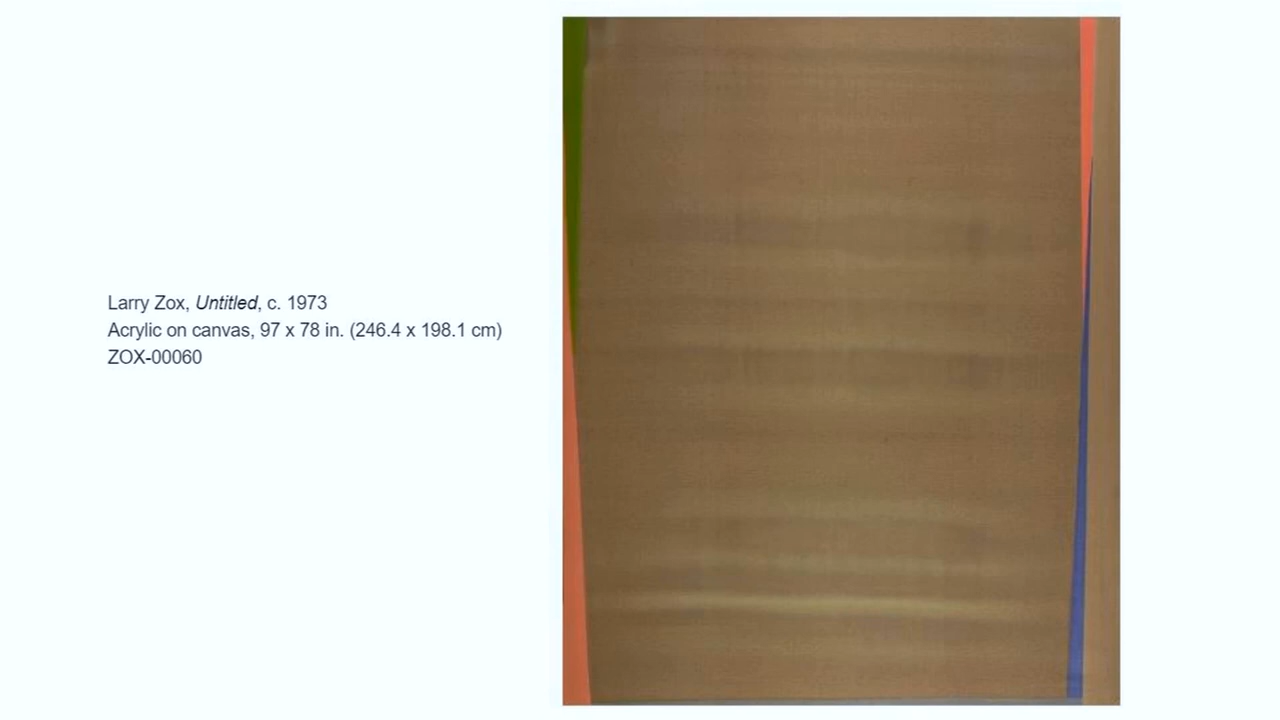 Larry Zox, Untitled, c. 1973
Acrylic on canvas, 97 x 78 in. (246.4 x 198.1 cm)
ZOX-00060